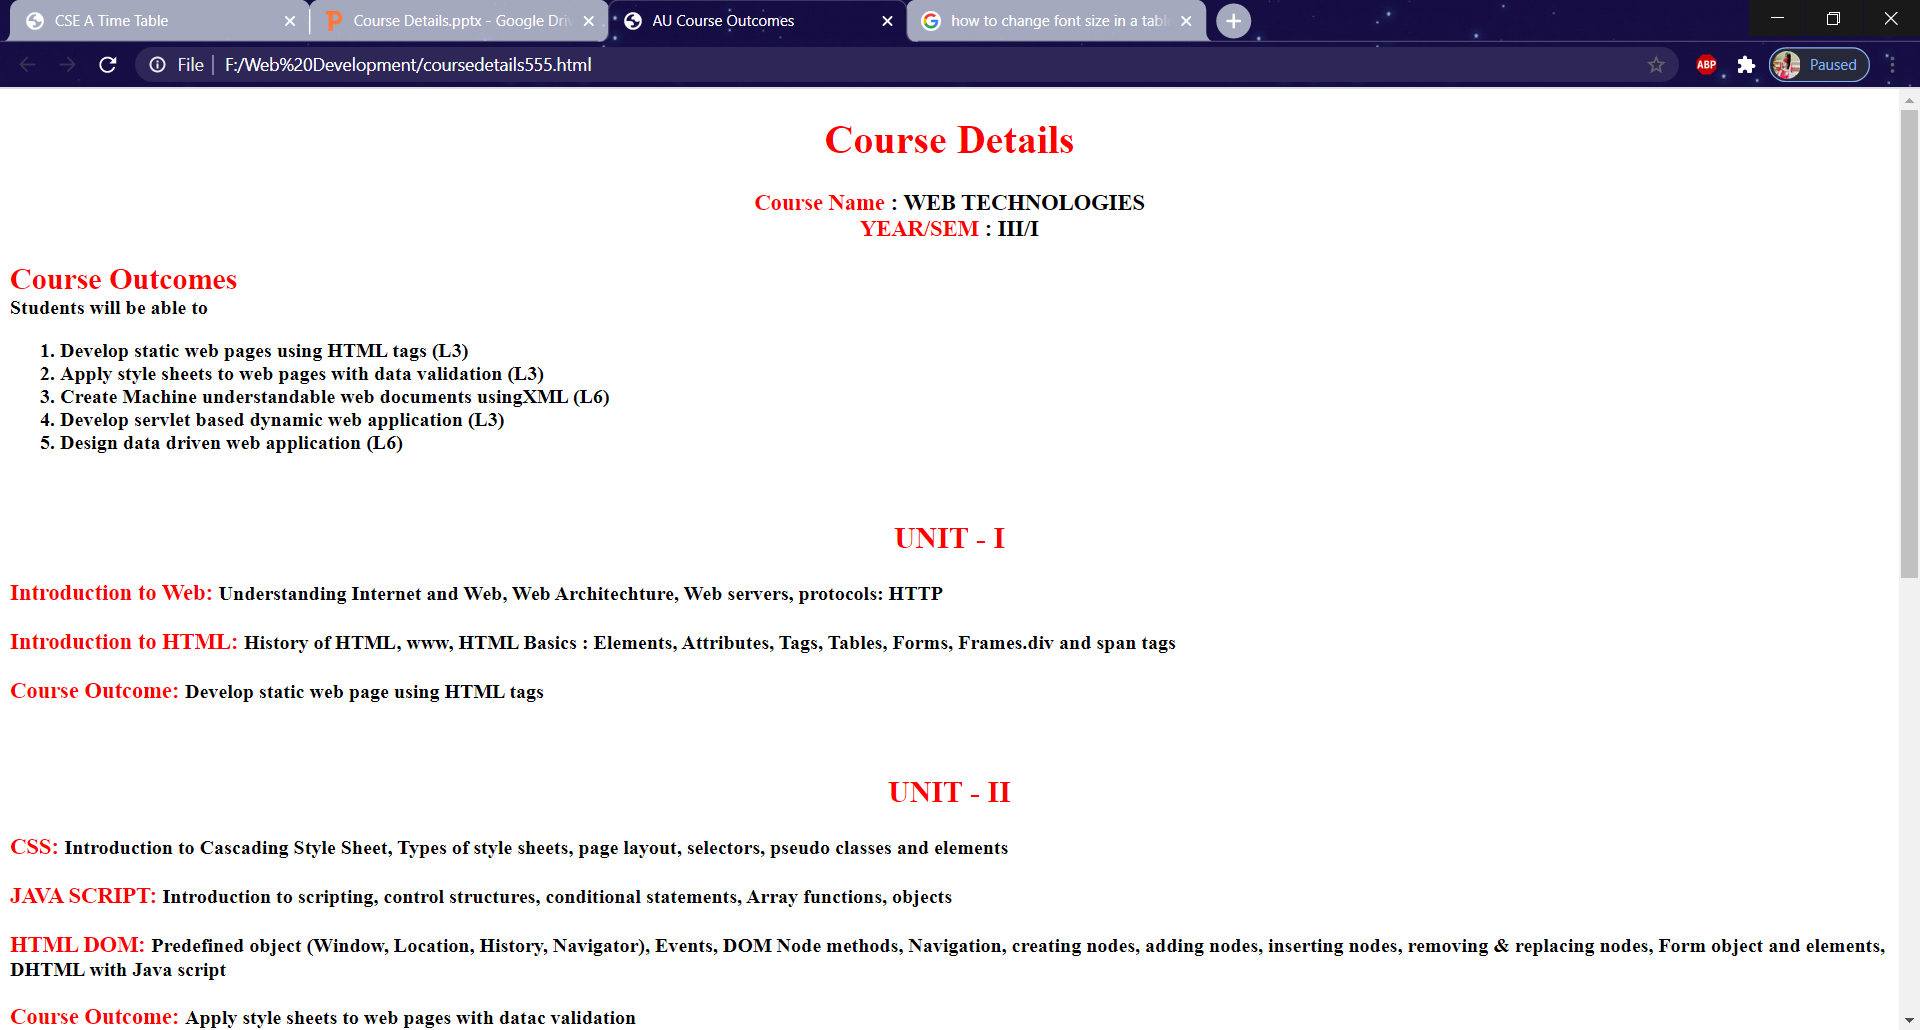 CSE A Time Table
Course Details.pptx - Google Driv
AU Course Outcomes
how to change font size in a tabl
File
F:/Web%20Development/coursedetails555.html
ABP
Paused
Course Details
Course Name : WEB TECHNOLOGIES
YEAR/SEM : III/I
Course Outcomes
Students will be able to
1. Develop static web pages using HTML tags (L3)
2. Apply style sheets to web pages with data validation (L3)
3. Create Machine understandable web documents usingXML (L6)
4. Develop servlet based dynamic web application (L3)
5. Design data driven web application (L6)
UNIT - I
Introduction to Web: Understanding Internet and Web, Web Architechture, Web servers, protocols: HTTP
Introduction to HTML: History of HTML, www, HTML Basics : Elements, Attributes, Tags, Tables, Forms, Frames.div and span tags
Course Outcome: Develop static web page using HTML tags
UNIT - II
CSS: Introduction to Cascading Style Sheet, Types of style sheets, page layout, selectors, pseudo classes and elements
JAVA SCRIPT: Introduction to scripting, control structures, conditional statements, Array functions, objects
HTML DOM: Predefined object (Window, Location, History, Navigator), Events, DOM Node methods, Navigation, creating nodes, adding nodes, inserting nodes, removing & replacing nodes, Form object and elements,
DHTML with Java script
Course Outcome: Apply style sheets to web pages with datac validation